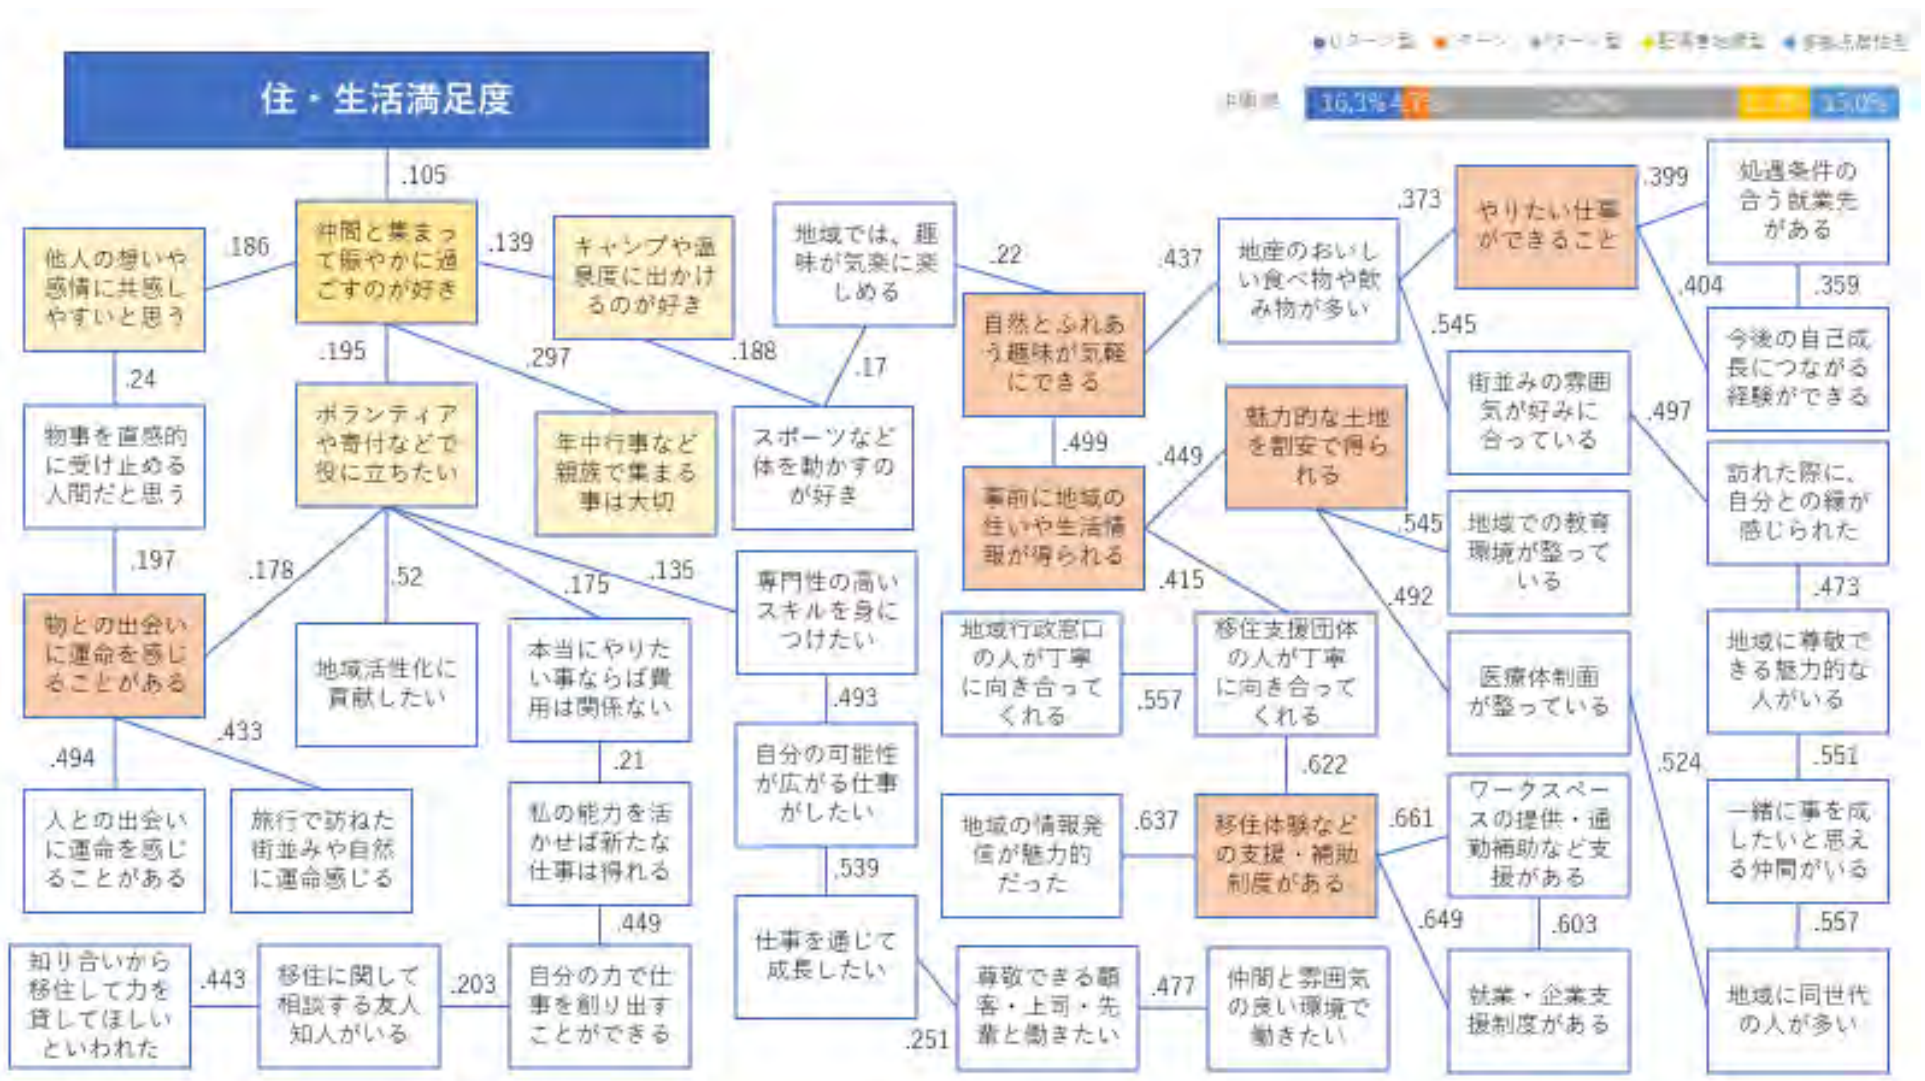 住・生活満足度
16.3%
15.0%
.105
他人の想いや
感情に共感し
やすいと思う
.186
仲間と集まっ
て賑やかに過
ごすのが好き
.139
キャンプや温
泉度に出かけ
るのが好き
地域では、趣
味が気楽に楽
しめる
.22
.437
地産のおいし
い食べ物や飲
み物が多い
.373
やりたい仕事
ができること
.399
処遇条件の
合う就業先
がある
.404
.359
.24
.195
.297
.188
.17
自然とふれあ
う趣味が気軽
にできる
.545
今後の自己成
長につながる
経験ができる
物事を直感的
に受け止める
人間だと思う
ボランティア
や寄付などで
役に立ちたい
年中行事など
親族で集まる
事は大切
スポーツなど
体を動かすの
が好き
.499
.449
魅力的な土地
を割安で得ら
れる
街並みの雰囲
気が好みに
合っている
.497
訪れた際に、
自分との縁が
感じられた
事前に地域の
住いや生活情
報が得られる
.415
.545
地域での教育
環境が整って
いる
.492
.473
.197
.178
.52
.175
.135
専門性の高い
スキルを身に
つけたい
物との出会い
に運命を感じ
ることがある
地域活性化に
貢献したい
本当にやりた
い事ならば費
用は関係ない
地域行政窓口
の人が丁寧
に向き合って
くれる
.557
移住支援団体
の人が丁寧
に向き合って
くれる
医療体制面
が整っている
地域に尊敬で
きる魅力的な
人がいる
.494
.433
.21
.493
自分の可能性
が広がる仕事
がしたい
.622
.524
.551
人との出会い
に運命を感じ
ることがある
旅行で訪ねた
街並みや自然
に運命感じる
私の能力を活
かせば新たな
仕事は得れる
.539
地域の情報発
信が魅力的
だった
.637
移住体験など
の支援・補助
制度がある
.661
ワークスペー
スの提供・通
勤補助など支
援がある
一緒に事を成
したいと思え
る仲間がいる
.449
.649
.603
.557
知り合いから
移住して力を
貸してほしい
といわれた
.443
移住に関して
相談する友人
知人がいる
.203
自分の力で仕
事を創り出す
ことができる
仕事を通じて
成長したい
.251
尊敬できる顧
客・上司・先
輩と働きたい
.477
仲間と雰囲気
の良い環境で
働きたい
就業・企業支
援制度がある
地域に同世代
の人が多い